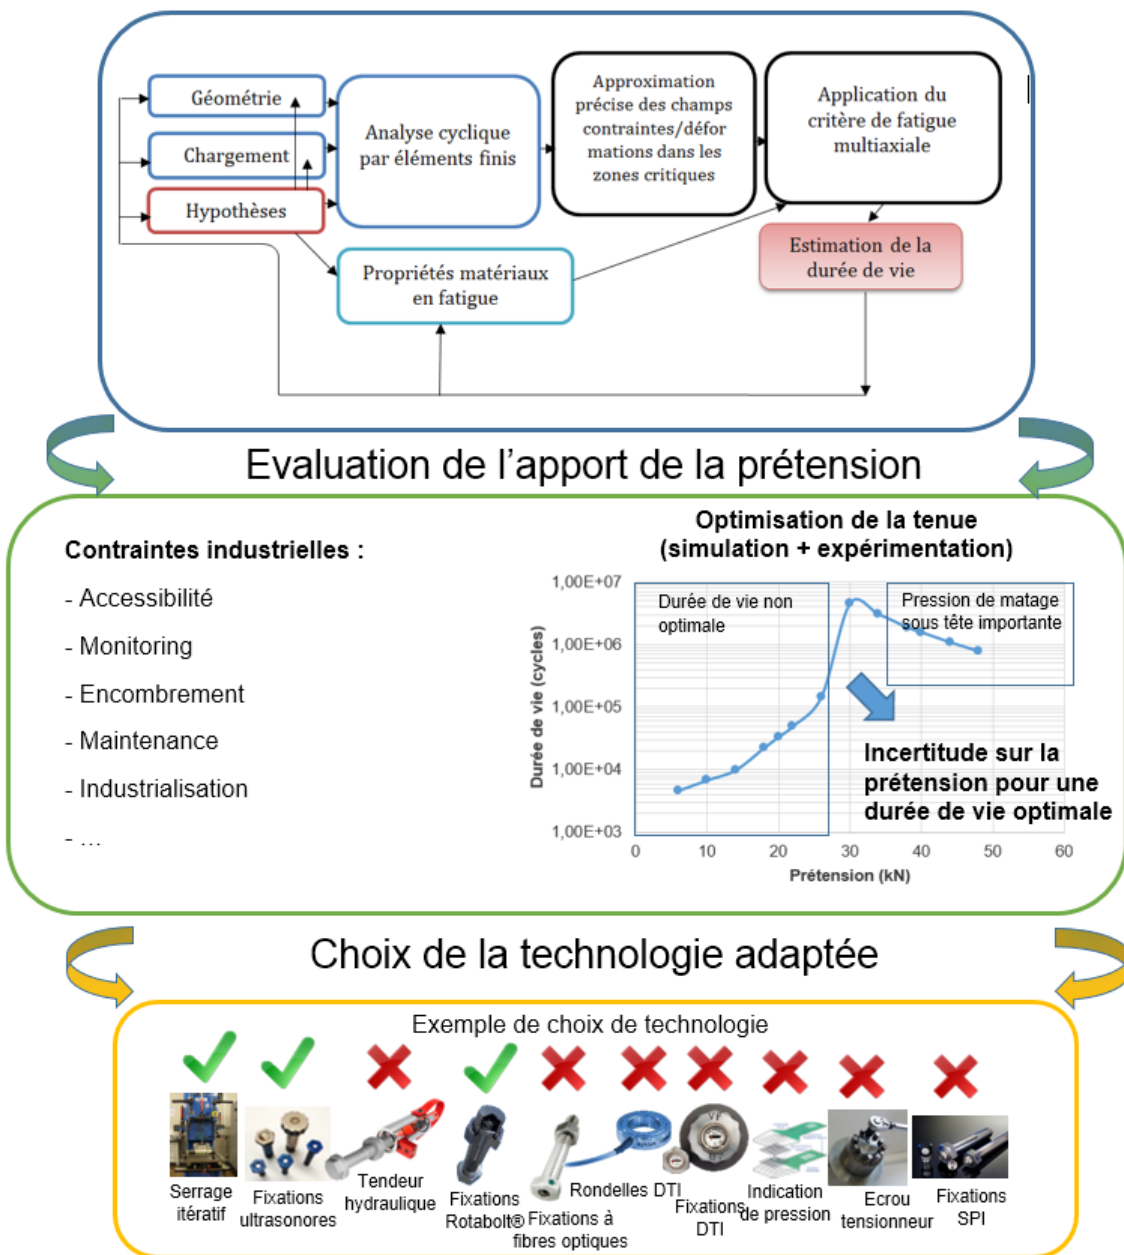 Géométrie
Chargement
Hypothèses
Analyse cyclique
par éléments finis
Approximation
précise des champs
contraintes/défor
mations dans les
zones critiques
Application du
critère de fatigue
multiaxiale
Propriétés matériaux
en fatigue
Estimation de la
durée de vie
Evaluation de l'apport de la prétension
Contraintes industrielles :
- Accessibilité
- Monitoring
- Encombrement
- Maintenance
- Industrialisation
- ...
Optimisation de la tenue
(simulation + expérimentation)
Durée de vie (cycles)
1,00E+07
1,00E+06
1,00E+05
1,00E+04
1,00E+03
Durée de vie non
optimale
Pression de matage
sous tête importante
Incertitude sur la
prétension pour une
durée de vie optimale
0 10 20 30 40 50 60
Prétension (kN)
Choix de la technologie adaptée
Exemple de choix de technologie
Serrage
itératif
Fixations
ultrasonores
Tendeur
hydraulique
Fixations
Rotabolt®
Fixations à
fibres optiques
Rondelles DTI
Fixations
DTI
Indication
de pression
Ecrou
tensionneur
Fixations
SPI